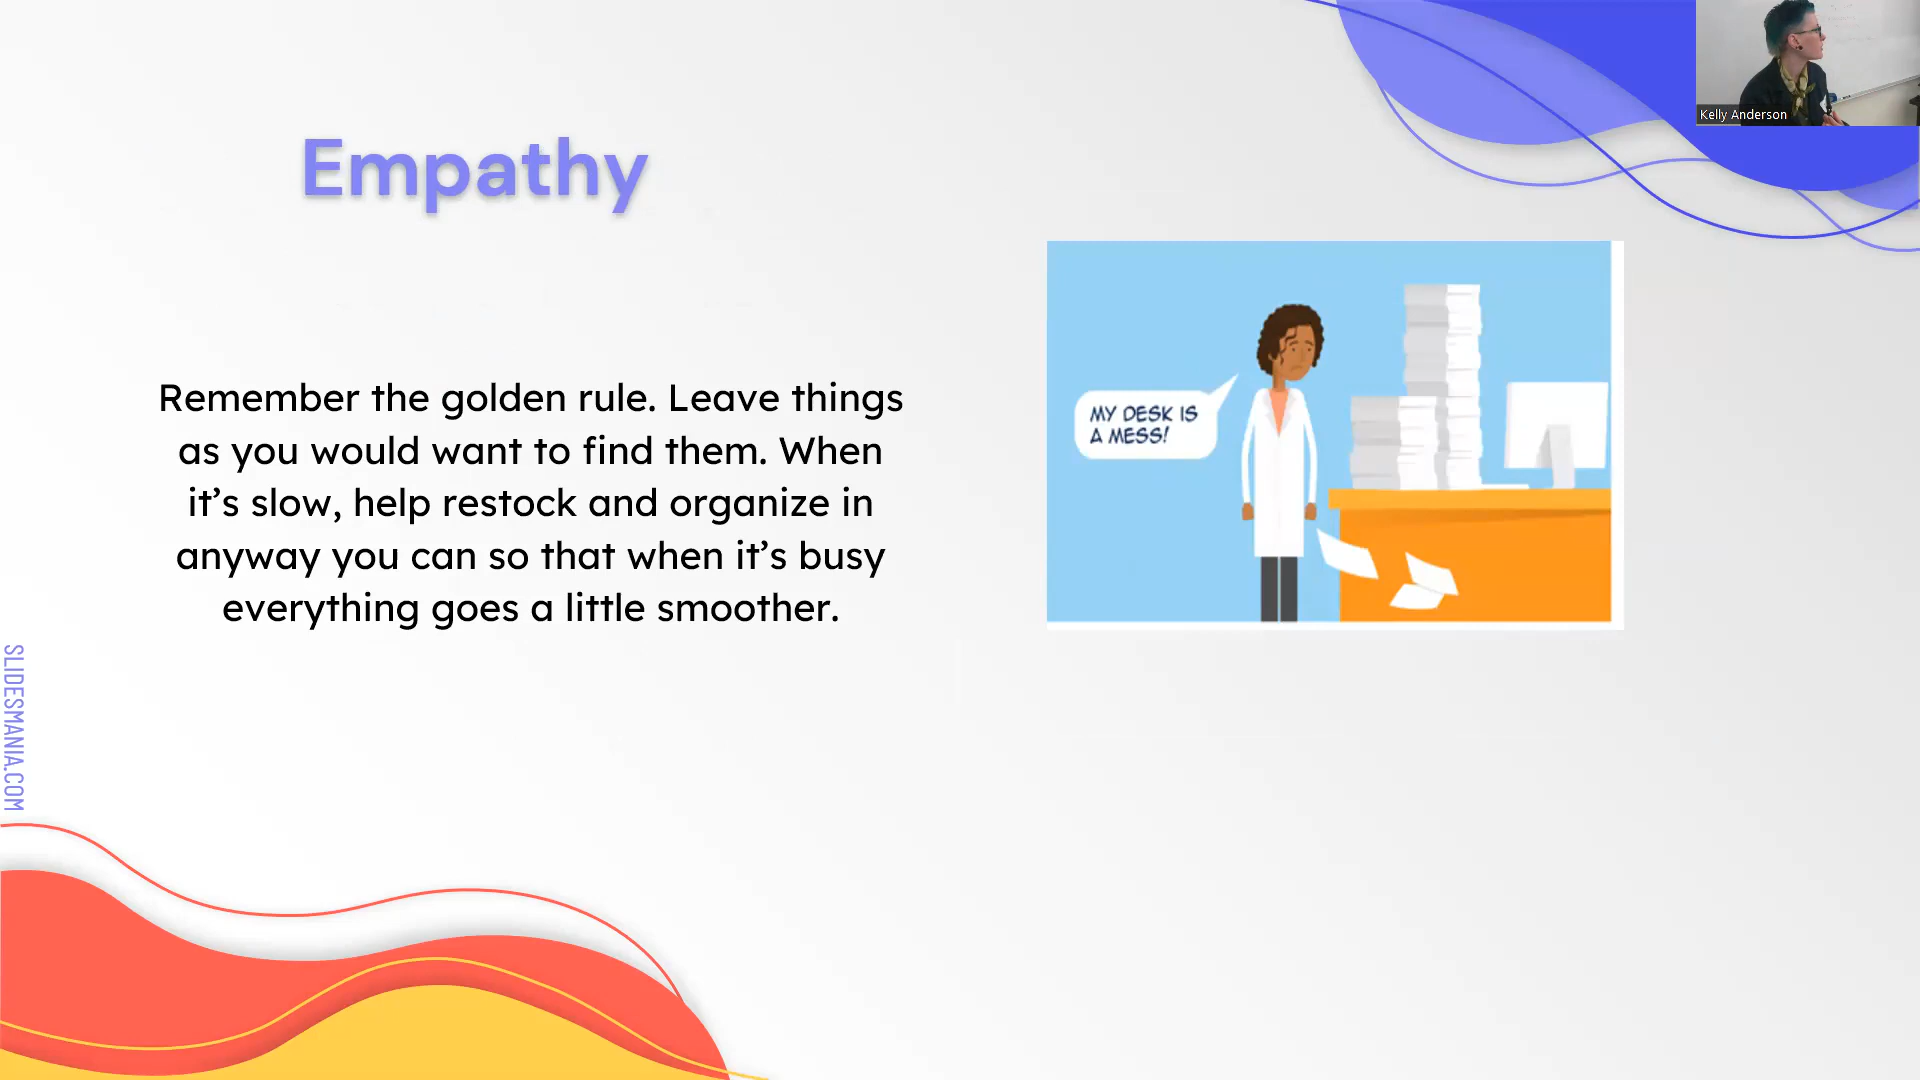 Empathy
Remember the golden rule. Leave things
as you would want to find them. When
it’s slow, help restock and organize in
anyway you can so that when it’s busy
everything goes a little smoother.
MY DESK IS
A MESS!
Kelly Anderson
SLIDESMANIA.COM